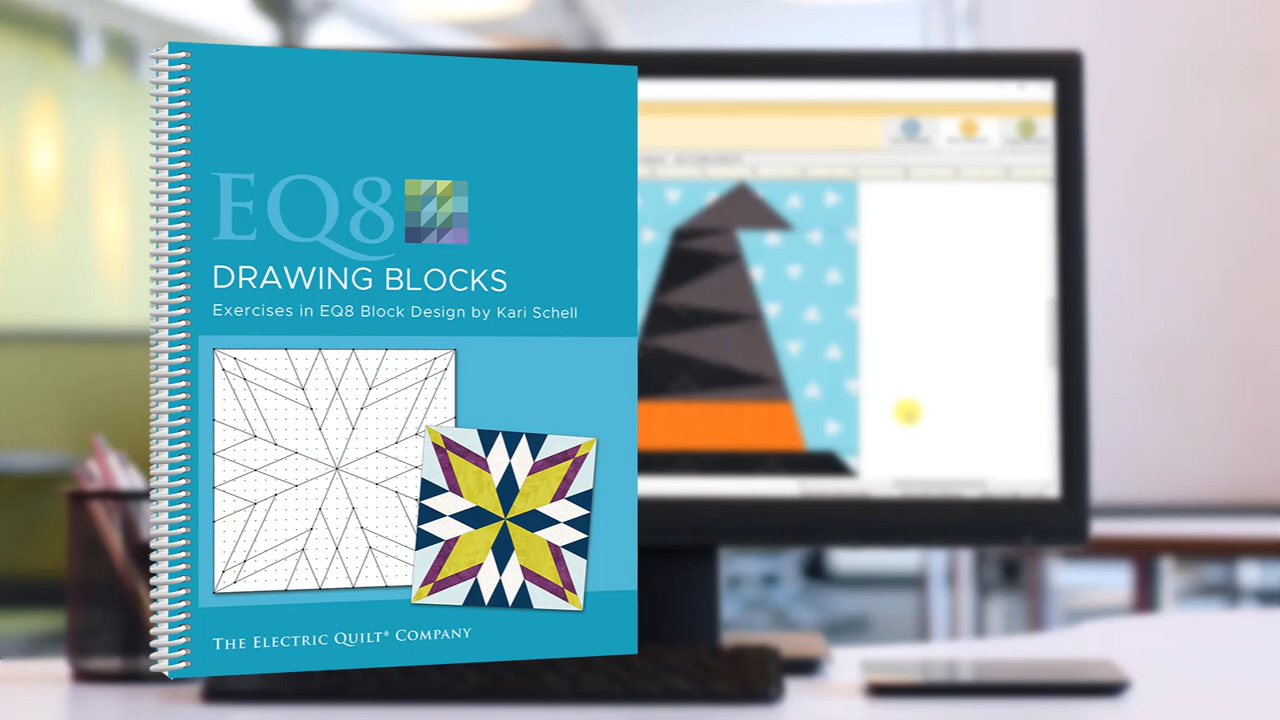 EQ8
DRAWING BLOCKS
Exercises in EQ8 Block Design by Kari Schell
THE ELECTRIC QUILT® COMPANY